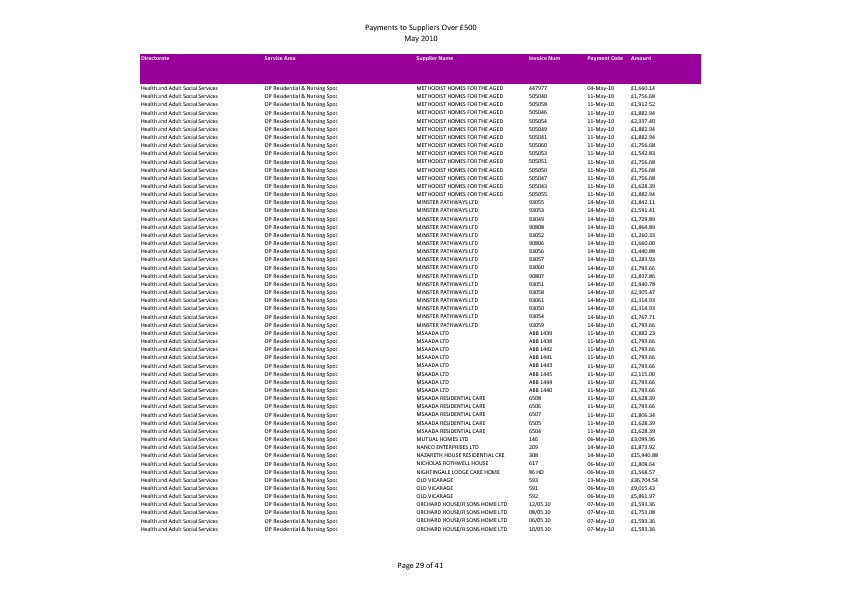 Payments to Suppliers Over £500
May 2010
Directorate Service Area Supplier Name Invoice Num Payment Date Amount
Health and Adult Social Services OP Residential & Nursing Spot METHODIST HOMES FOR THE AGED 447977 04-May-10 £1,660.14
Health and Adult Social Services OP Residential & Nursing Spot METHODIST HOMES FOR THE AGED 505040 11-May-10 £1,756.68
Health and Adult Social Services OP Residential & Nursing Spot METHODIST HOMES FOR THE AGED 505058 11-May-10 £1,912.52
Health and Adult Social Services OP Residential & Nursing Spot METHODIST HOMES FOR THE AGED 505046 11-May-10 £1,882.94
Health and Adult Social Services OP Residential & Nursing Spot METHODIST HOMES FOR THE AGED 505054 11-May-10 £2,337.40
Health and Adult Social Services OP Residential & Nursing Spot METHODIST HOMES FOR THE AGED 505049 11-May-10 £1,882.94
Health and Adult Social Services OP Residential & Nursing Spot METHODIST HOMES FOR THE AGED 505041 11-May-10 £1,882.94
Health and Adult Social Services OP Residential & Nursing Spot METHODIST HOMES FOR THE AGED 505060 11-May-10 £1,756.68
Health and Adult Social Services OP Residential & Nursing Spot METHODIST HOMES FOR THE AGED 505053 11-May-10 £1,542.83
Health and Adult Social Services OP Residential & Nursing Spot METHODIST HOMES FOR THE AGED 505051 11-May-10 £1,756.68
Health and Adult Social Services OP Residential & Nursing Spot METHODIST HOMES FOR THE AGED 505050 11-May-10 £1,756.68
Health and Adult Social Services OP Residential & Nursing Spot METHODIST HOMES FOR THE AGED 505047 11-May-10 £1,756.68
Health and Adult Social Services OP Residential & Nursing Spot METHODIST HOMES FOR THE AGED 505043 11-May-10 £1,628.39
Health and Adult Social Services OP Residential & Nursing Spot METHODIST HOMES FOR THE AGED 505055 11-May-10 £1,882.94
Health and Adult Social Services OP Residential & Nursing Spot MINSTER PATHWAYS LTD 93055 14-May-10 £1,842.11
Health and Adult Social Services OP Residential & Nursing Spot MINSTER PATHWAYS LTD 93053 14-May-10 £1,591.41
Health and Adult Social Services OP Residential & Nursing Spot MINSTER PATHWAYS LTD 93049 14-May-10 £1,729.89
Health and Adult Social Services OP Residential & Nursing Spot MINSTER PATHWAYS LTD 90808 14-May-10 £1,864.89
Health and Adult Social Services OP Residential & Nursing Spot MINSTER PATHWAYS LTD 93052 14-May-10 £1,260.33
Health and Adult Social Services OP Residential & Nursing Spot MINSTER PATHWAYS LTD 90806 14-May-10 £1,660.00
Health and Adult Social Services OP Residential & Nursing Spot MINSTER PATHWAYS LTD 93056 14-May-10 £1,440.88
Health and Adult Social Services OP Residential & Nursing Spot MINSTER PATHWAYS LTD 93057 14-May-10 £1,283.93
Health and Adult Social Services OP Residential & Nursing Spot MINSTER PATHWAYS LTD 93060 14-May-10 £1,793.66
Health and Adult Social Services OP Residential & Nursing Spot MINSTER PATHWAYS LTD 90807 14-May-10 £1,837.86
Health and Adult Social Services OP Residential & Nursing Spot MINSTER PATHWAYS LTD 93051 14-May-10 £1,940.78
Health and Adult Social Services OP Residential & Nursing Spot MINSTER PATHWAYS LTD 93058 14-May-10 £2,305.47
Health and Adult Social Services OP Residential & Nursing Spot MINSTER PATHWAYS LTD 93061 14-May-10 £1,314.93
Health and Adult Social Services OP Residential & Nursing Spot MINSTER PATHWAYS LTD 93050 14-May-10 £1,314.93
Health and Adult Social Services OP Residential & Nursing Spot MINSTER PATHWAYS LTD 93054 14-May-10 £1,767.71
Health and Adult Social Services OP Residential & Nursing Spot MINSTER PATHWAYS LTD 93059 14-May-10 £1,793.66
Health and Adult Social Services OP Residential & Nursing Spot MSAADA LTD ABB 1439 11-May-10 £1,882.23
Health and Adult Social Services OP Residential & Nursing Spot MSAADA LTD ABB 1438 11-May-10 £1,793.66
Health and Adult Social Services OP Residential & Nursing Spot MSAADA LTD ABB 1442 11-May-10 £1,793.66
Health and Adult Social Services OP Residential & Nursing Spot MSAADA LTD ABB 1441 11-May-10 £1,793.66
Health and Adult Social Services OP Residential & Nursing Spot MSAADA LTD ABB 1443 11-May-10 £1,793.66
Health and Adult Social Services OP Residential & Nursing Spot MSAADA LTD ABB 1445 11-May-10 £2,115.00
Health and Adult Social Services OP Residential & Nursing Spot MSAADA LTD ABB 1444 11-May-10 £1,793.66
Health and Adult Social Services OP Residential & Nursing Spot MSAADA LTD ABB 1440 11-May-10 £1,793.66
Health and Adult Social Services OP Residential & Nursing Spot MSAADA RESIDENTIAL CARE 6508 11-May-10 £1,628.39
Health and Adult Social Services OP Residential & Nursing Spot MSAADA RESIDENTIAL CARE 6506 11-May-10 £1,793.66
Health and Adult Social Services OP Residential & Nursing Spot MSAADA RESIDENTIAL CARE 6507 11-May-10 £1,806.34
Health and Adult Social Services OP Residential & Nursing Spot MSAADA RESIDENTIAL CARE 6505 11-May-10 £1,628.39
Health and Adult Social Services OP Residential & Nursing Spot MSAADA RESIDENTIAL CARE 6504 11-May-10 £1,628.39
Health and Adult Social Services OP Residential & Nursing Spot MUTUAL HOMES LTD 146 06-May-10 £3,099.96
Health and Adult Social Services OP Residential & Nursing Spot NANCO ENTERPRISES LTD 209 11-May-10 £1,873.92
Health and Adult Social Services OP Residential & Nursing Spot NAZARETH HOUSE RESIDENTIAL CRE 308 14-May-10 £15,940.88
Health and Adult Social Services OP Residential & Nursing Spot NICHOLAS ROTHWELL HOUSE 617 06-May-10 £1,809.64
Health and Adult Social Services OP Residential & Nursing Spot NIGHTINGALE LODGE CARE HOME 86 HD 06-May-10 £1,568.57
Health and Adult Social Services OP Residential & Nursing Spot OLD VICARAGE 593 13-May-10 £36,704.54
Health and Adult Social Services OP Residential & Nursing Spot OLD VICARAGE 591 06-May-10 £9,015.43
Health and Adult Social Services OP Residential & Nursing Spot OLD VICARAGE 592 06-May-10 £5,861.97
Health and Adult Social Services OP Residential & Nursing Spot ORCHARD HOUSE/R SONS HOME LTD 12/05.10 07-May-10 £1,593.36
Health and Adult Social Services OP Residential & Nursing Spot ORCHARD HOUSE/R SONS HOME LTD 08/05.10 07-May-10 £1,753.08
Health and Adult Social Services OP Residential & Nursing Spot ORCHARD HOUSE/R SONS HOME LTD 06/05.10 07-May-10 £1,593.36
Health and Adult Social Services OP Residential & Nursing Spot ORCHARD HOUSE/R SONS HOME LTD 10/05.10 07-May-10 £1,593.36
Page 29 of 41